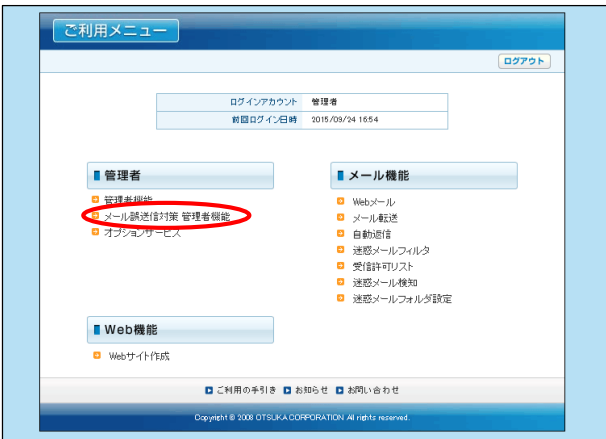 ご利用メニュー
ログアウト
ログインアカウント 管理者
前回ログイン日時 2015/09/24 16:54
管理者
管理者機能
メール誤送信対策 管理者機能
オプションサービス
メール機能
Webメール
メール転送
自動返信
迷惑メールフィルタ
受信許可リスト
迷惑メール検知
迷惑メールフォルダ設定
Web機能
Webサイト作成
ご利用の手引き お知らせ お問い合わせ
Copyright © 2008 OTSUKA CORPORATION All rights reserved.